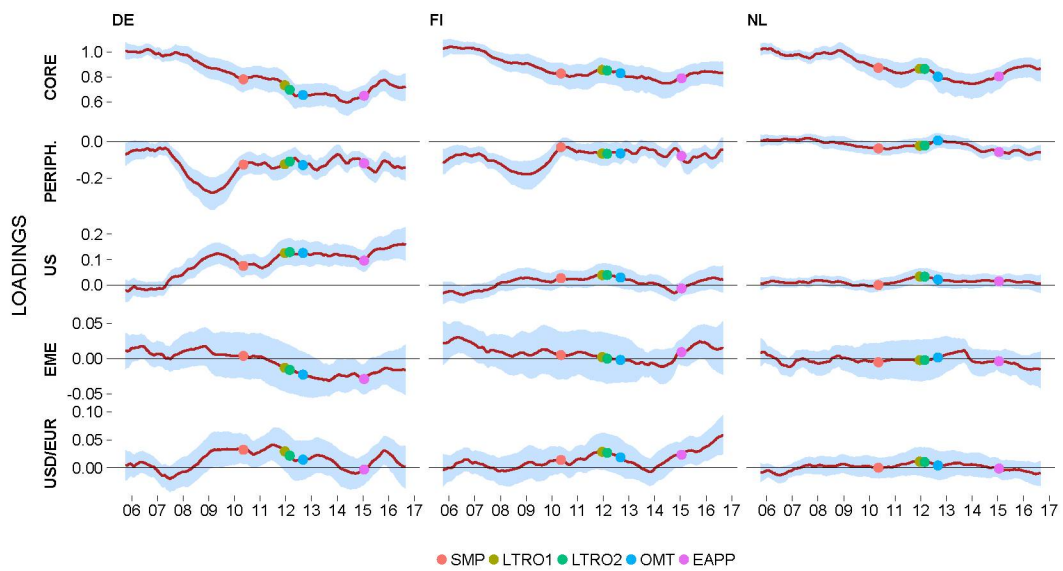 DE FI NL
LOADINGS
CORE
1.0
0.8
0.6
PERIPH.
0.0
-0.2
US
0.2
0.1
0.0
EME
0.05
0.00
-0.05
USD/EUR
0.10
0.05
0.00
06 07 08 09 10 11 12 13 14 15 16 17 06 07 08 09 10 11 12 13 14 15 16 17 06 07 08 09 10 11 12 13 14 15 16 17
SMP LTRO1 LTRO2 OMT EAPP